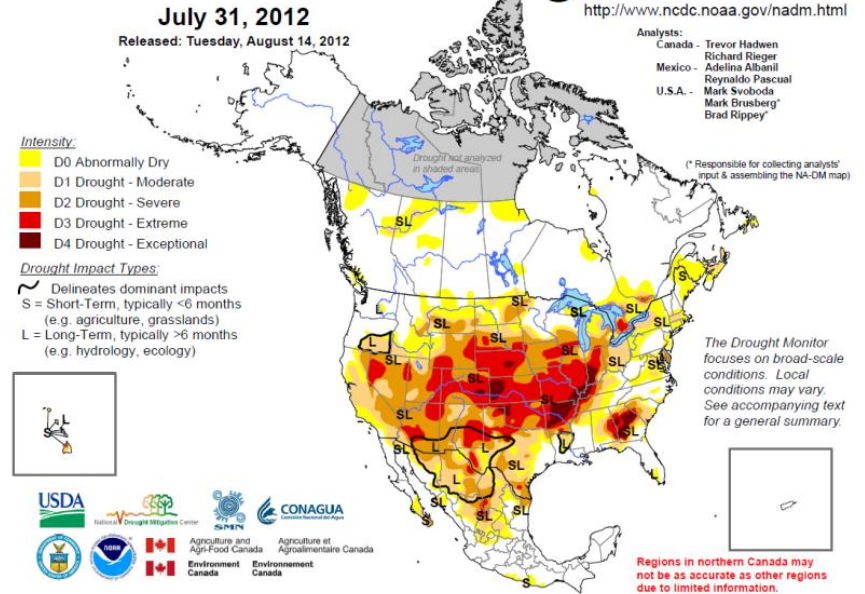 July 31, 2012
Released: Tuesday, August 14, 2012
http://www.ncdc.noaa.gov/nadm.html
Analysts:
Canada - Trevor Hadwen
Richard Rieger
Mexico - Adelina Albanil
Reynaldo Pascual
U.S.A. - Mark Svoboda
Mark Brusberg*
Brad Rippey*
(* Responsible for collecting analysts'
input & assembling the NA-DM map)
Intensity:
D0 Abnormally Dry
D1 Drought - Moderate
D2 Drought - Severe
D3 Drought - Extreme
D4 Drought - Exceptional
Drought Impact Types:
Delineates dominant impacts
S = Short-Term, typically <6 months
(e.g. agriculture, grasslands)
L = Long-Term, typically >6 months
(e.g. hydrology, ecology)
Drought not analyzed
in shaded areas
SL
S
L
SL
SL
SL
SL
L
SL
SL
SL
SL
SL
SL
SL
SL
SL
L
L
L
L
SL
SL
L
SL
SL
SL
S
S
L
S
The Drought Monitor
focuses on broad-scale
conditions. Local
conditions may vary.
See accompanying text
for a general summary.
USDA
National Drought Mitigation Center
SMN
CONAGUA
Comisión Nacional del Agua
NOAA
Agriculture and
Agri-Food Canada
Agriculture et
Agroalimentaire Canada
Environment
Canada
Environnement
Canada
Regions in northern Canada may
not be as accurate as other regions
due to limited information.